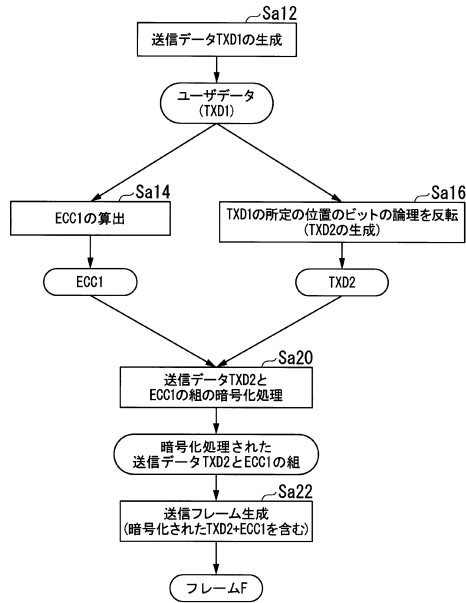 Sa12
送信データTXD1の生成
ユーザデータ
(TXD1)
Sa14
ECC1の算出
Sa16
TXD1の所定の位置のビットの論理を反転
(TXD2の生成)
ECC1
TXD2
Sa20
送信データTXD2と
ECC1の組の暗号化処理
暗号化処理された
送信データTXD2とECC1の組
Sa22
送信フレーム生成
(暗号化されたTXD2+ECC1を含む)
フレームF